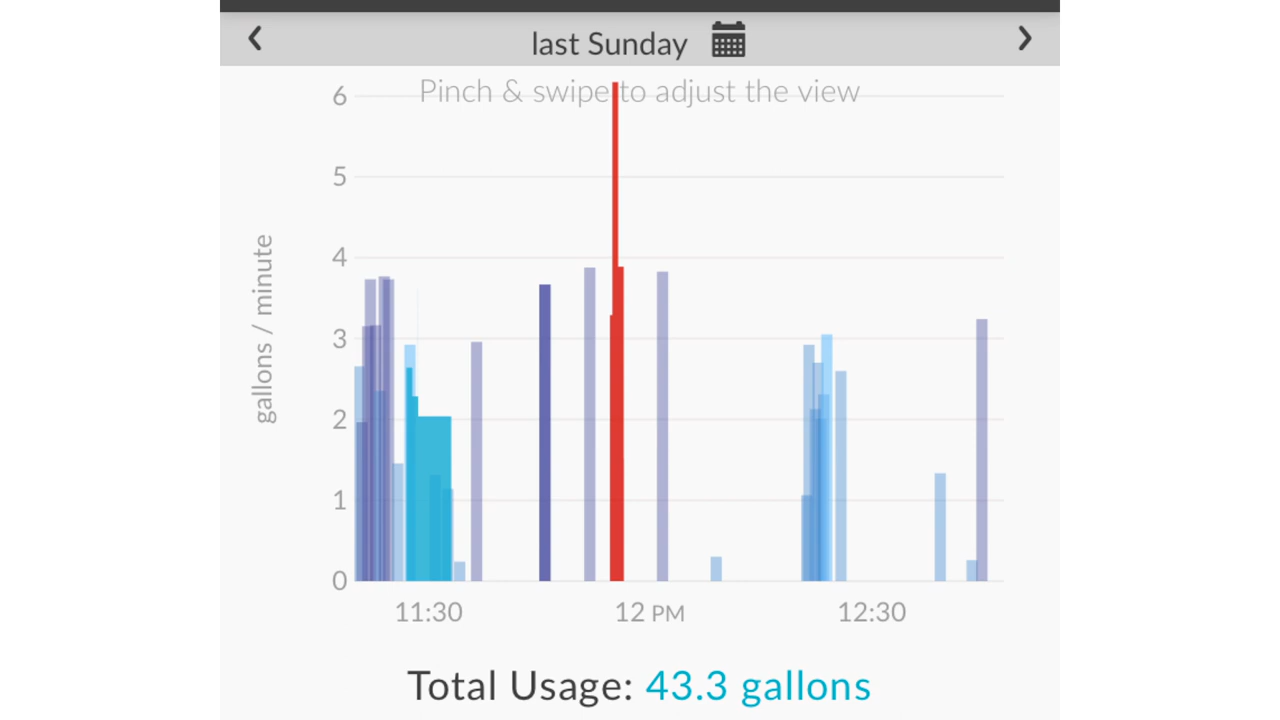 last Sunday
Pinch & swipe to adjust the view
6
5
4
3
2
1
0
gallons / minute
11:30 12 PM 12:30
Total Usage: 43.3 gallons